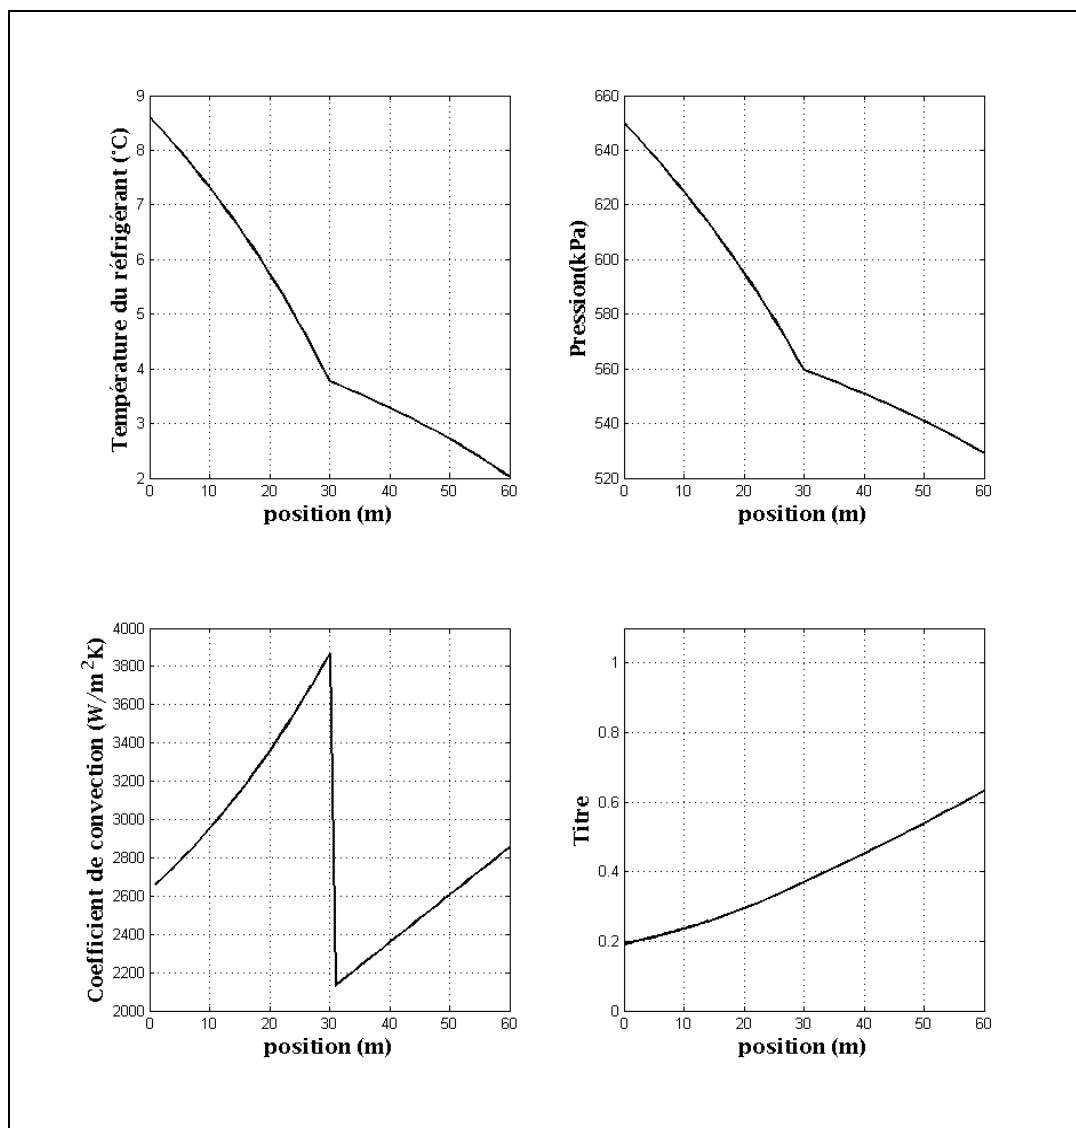 Température du réfrigérant (°C)
9
8
7
6
5
4
3
2
0 10 20 30 40 50 60
position (m)
Pression(kPa)
660
640
620
600
580
560
540
520
0 10 20 30 40 50 60
position (m)
Coefficient de convection (W/m²K)
4000
3800
3600
3400
3200
3000
2800
2600
2400
2200
2000
0 10 20 30 40 50 60
position (m)
Titre
1
0.8
0.6
0.4
0.2
0
0 10 20 30 40 50 60
position (m)